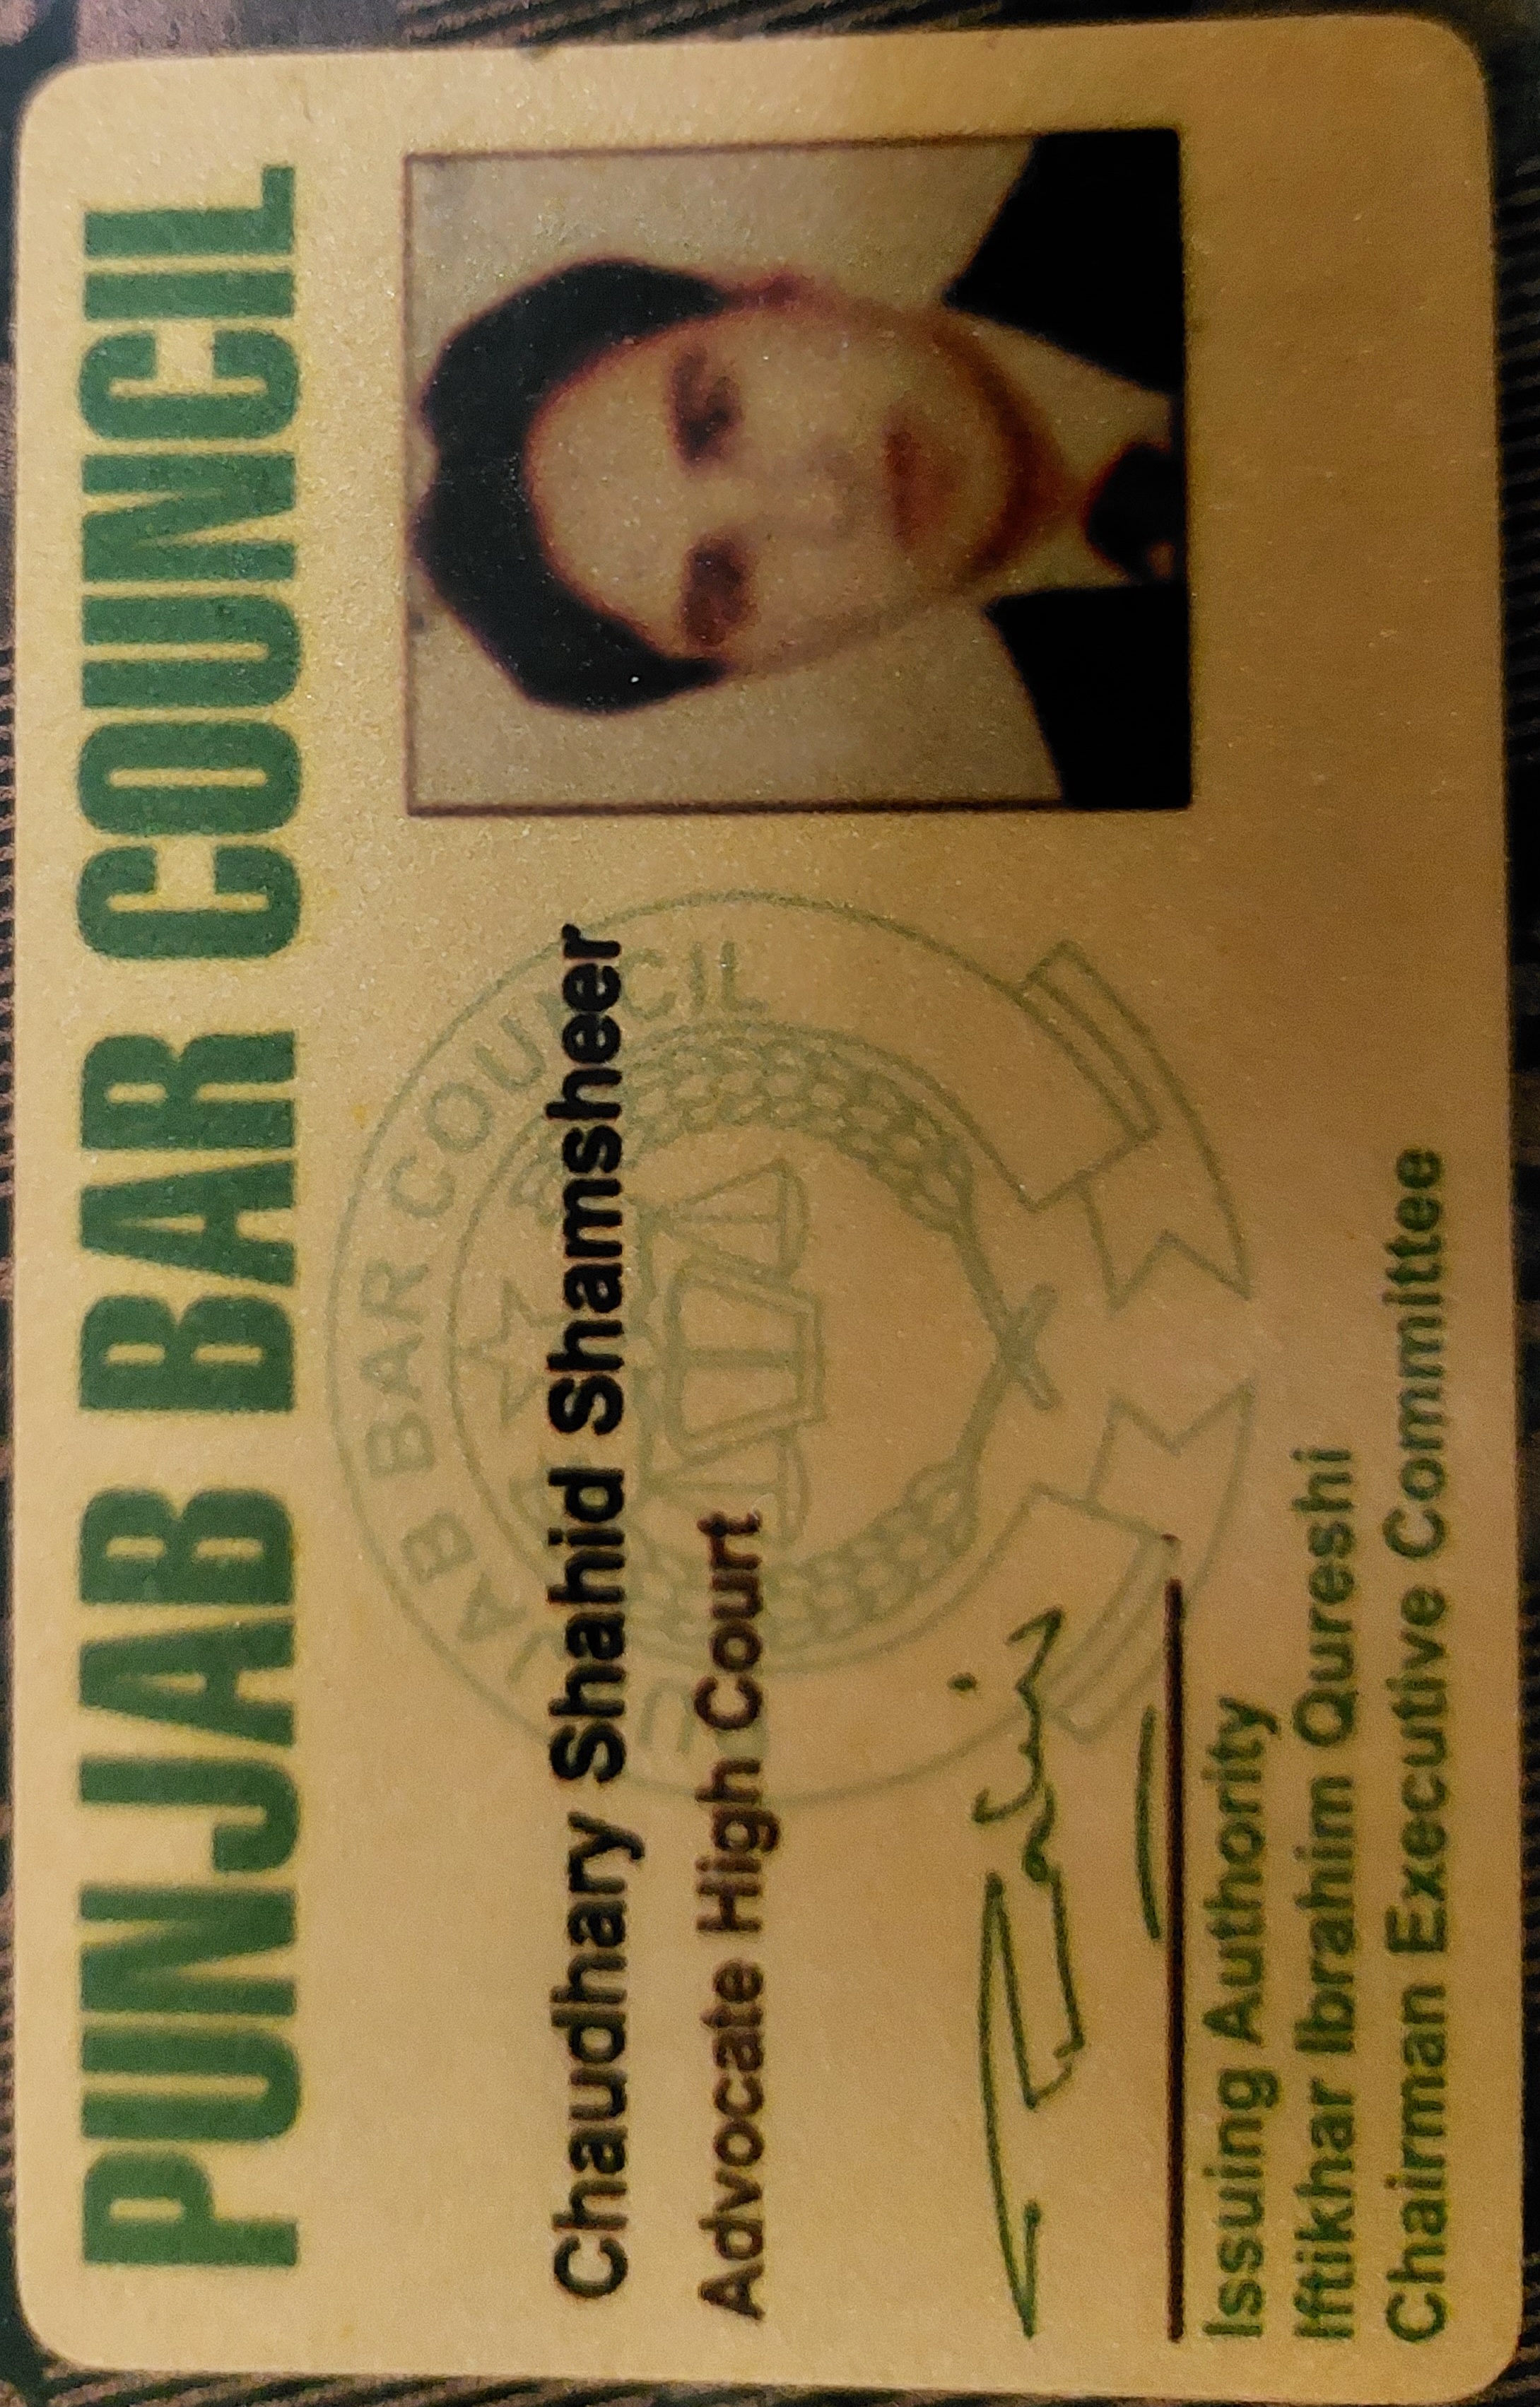 PUNJAB BAR COUNCIL
PUNJAB BAR COUNCIL
Chaudhary Shahid Shamsheer
Advocate High Court
Issuing Authority
Iftikhar Ibrahim Qureshi
Chairman Executive Committee